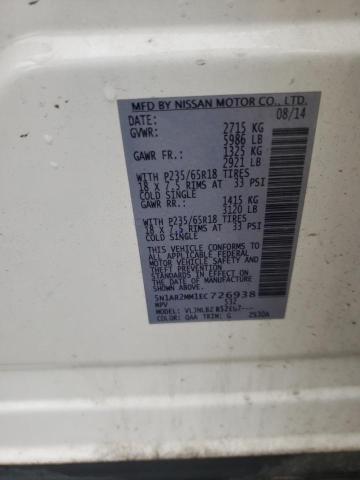 MFD BY NISSAN MOTOR CO., LTD.
DATE: 08/14
GVWR: 2715 KG
5986 LB
GAWR FR.: 1325 KG
2921 LB
WITH P235/65R18 TIRES
18 x 7.5 RIMS AT 33 PSI
COLD SINGLE
GAWR RR.: 1415 KG
3120 LB
WITH P235/65R18 TIRES
18 x 7.5 RIMS AT 33 PSI
COLD SINGLE
THIS VEHICLE CONFORMS TO ALL
APPLICABLE FEDERAL MOTOR
VEHICLE SAFETY AND THEFT PREVENTION
STANDARDS IN EFFECT ON THE
DATE OF MANUFACTURE SHOWN
ABOVE.
5N1AR2MM1EC726938
MPV 532
MODEL:
COLOR: QAA TRIM: G